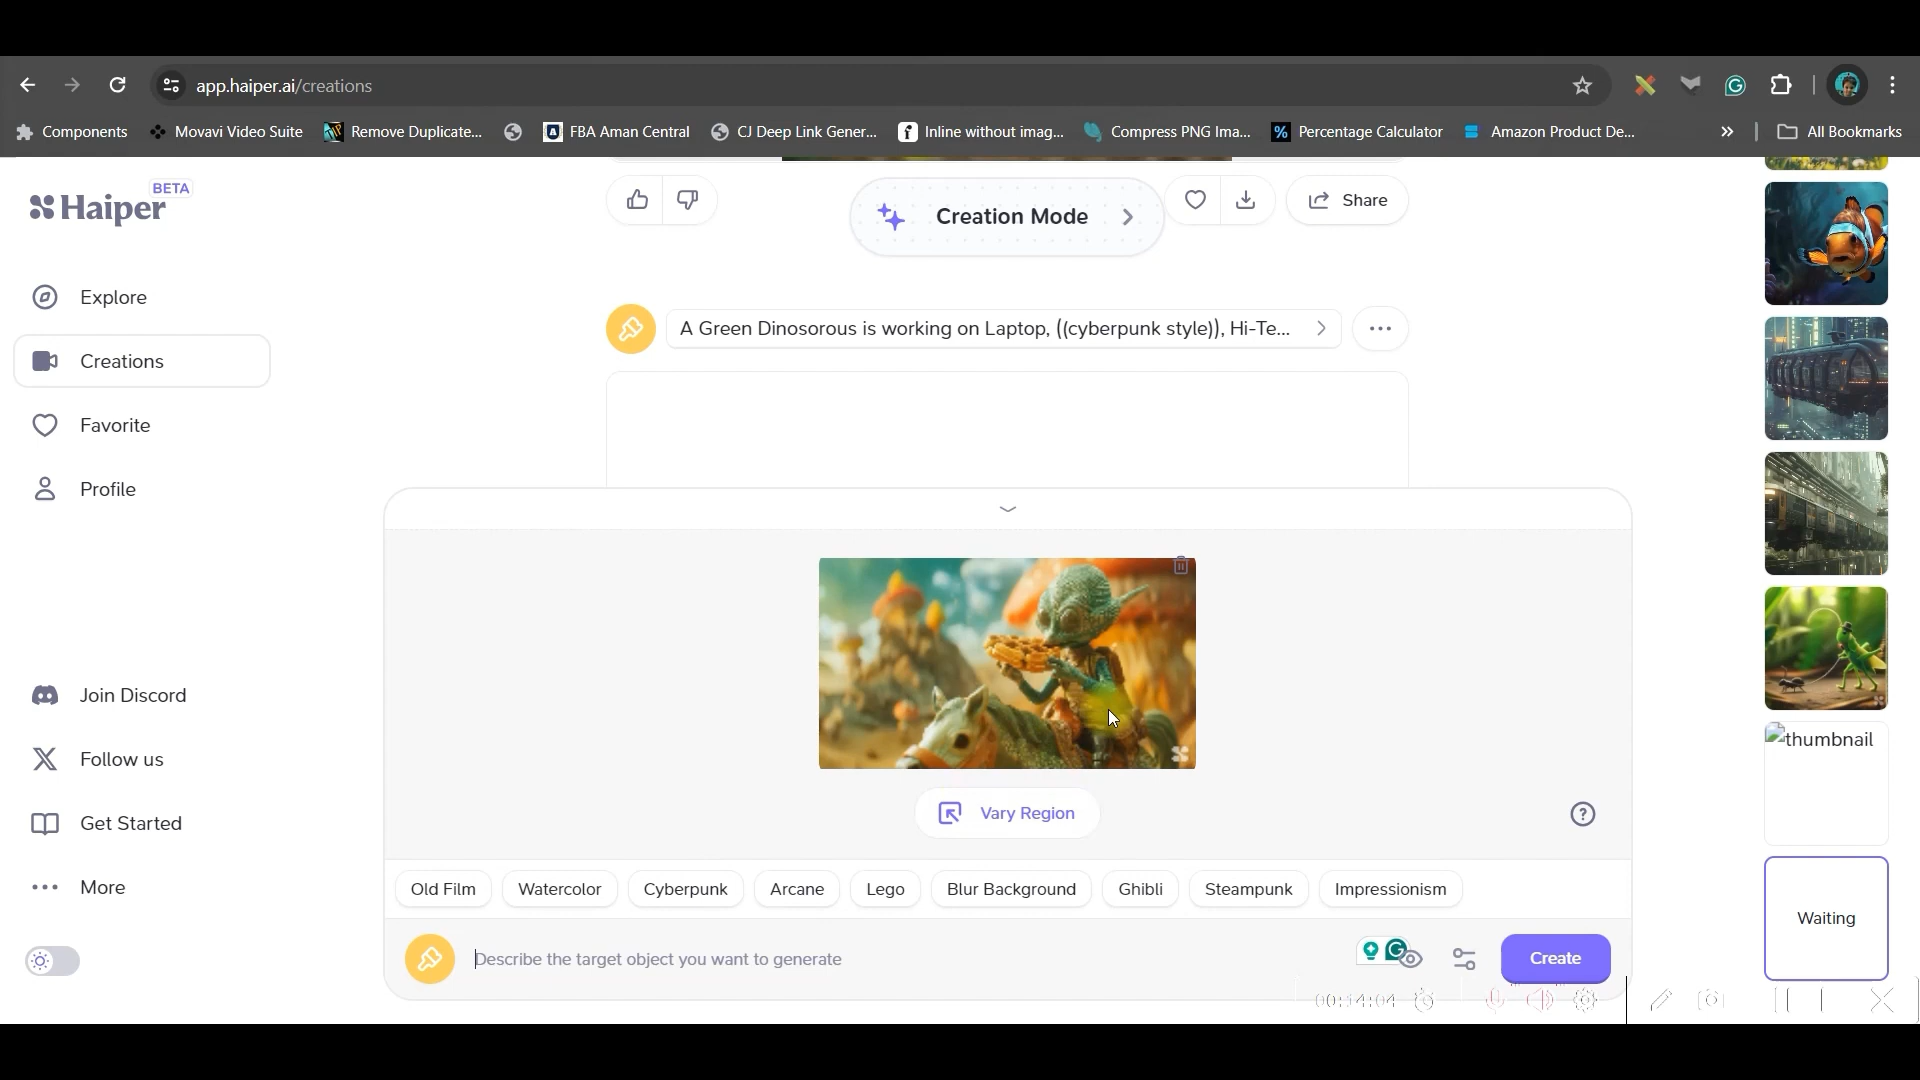 app.haiper.ai/creations
Components
Movavi Video Suite
Remove Duplicate...
FBA Aman Central
CJ Deep Link Gener...
Inline without imag...
Compress PNG Ima...
Percentage Calculator
Amazon Product De...
All Bookmarks
Haiper BETA
Creation Mode
Share
Explore
A Green Dinosorous is working on Laptop, ((cyberpunk style)), Hi-Te...
Creations
Favorite
Profile
Join Discord
Follow us
thumbnail
Get Started
Vary Region
More
Old Film
Watercolor
Cyberpunk
Arcane
Lego
Blur Background
Ghibli
Steampunk
Impressionism
Waiting
Describe the target object you want to generate
Create
00:14:04